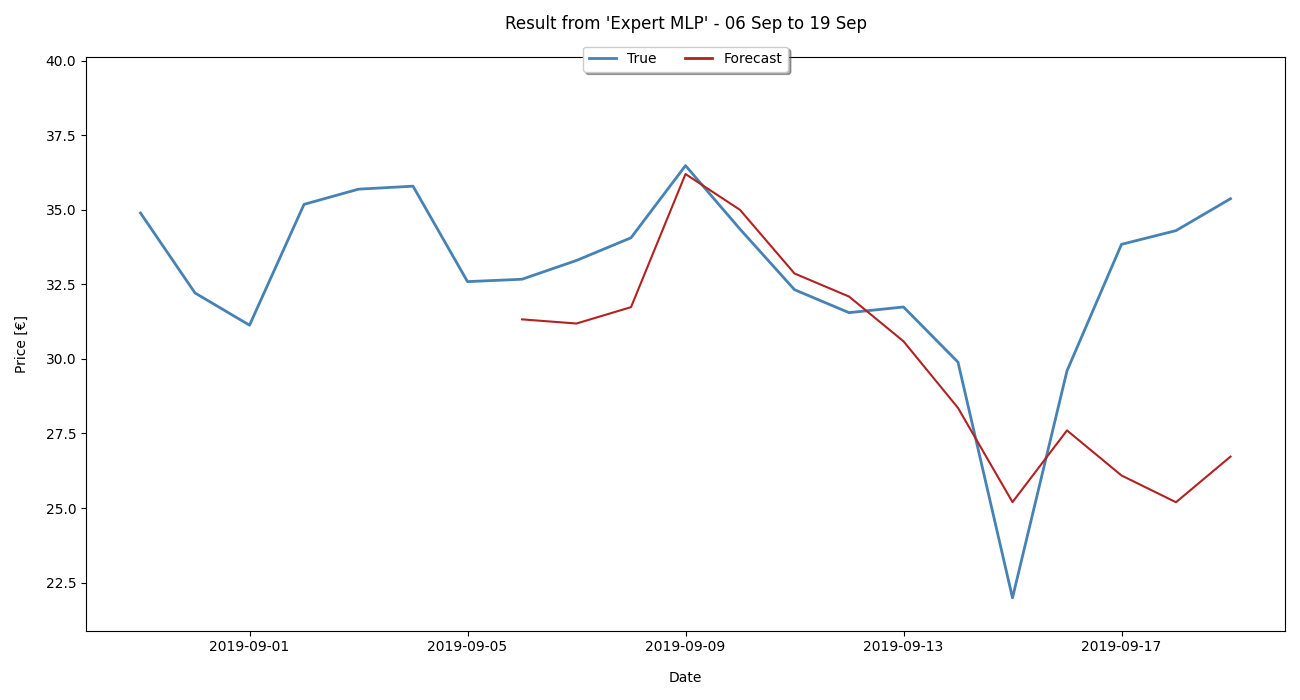 Result from 'Expert MLP' - 06 Sep to 19 Sep
True Forecast
40.0
37.5
35.0
32.5
30.0
27.5
25.0
22.5
Price [€]
2019-09-01 2019-09-05 2019-09-09 2019-09-13 2019-09-17
Date